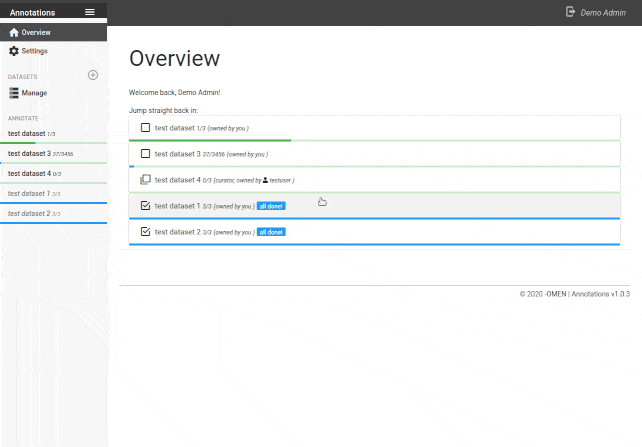 Annotations
Demo Admin
Overview
Settings
DATASETS
Manage
ANNOTATE
test dataset 1/3
test dataset 3 37/3456
test dataset 4 0/3
test dataset 1 3/3
test dataset 2 3/3
Overview
Welcome back, Demo Admin!
Jump straight back in:
test dataset 1/3 (owned by you )
test dataset 3 37/3456 (owned by you )
test dataset 4 0/3 (curator, owned by testuser )
test dataset 1 3/3 (owned by you ) all done!
test dataset 2 3/3 (owned by you ) all done!
© 2020 -OMEN | Annotations v1.0.3